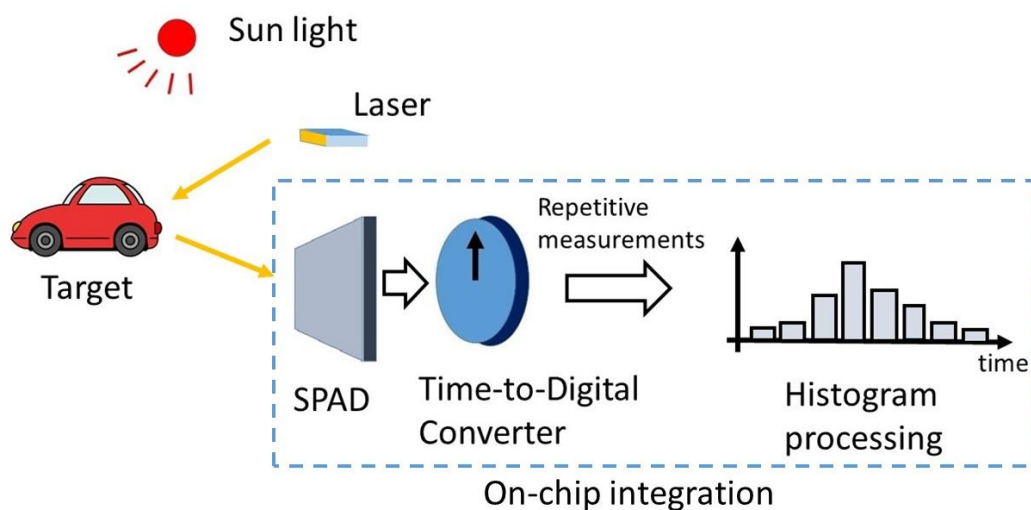 Sun light
Laser
Target
Repetitive
measurements
SPAD
Time-to-Digital
Converter
time
Histogram
processing
On-chip integration